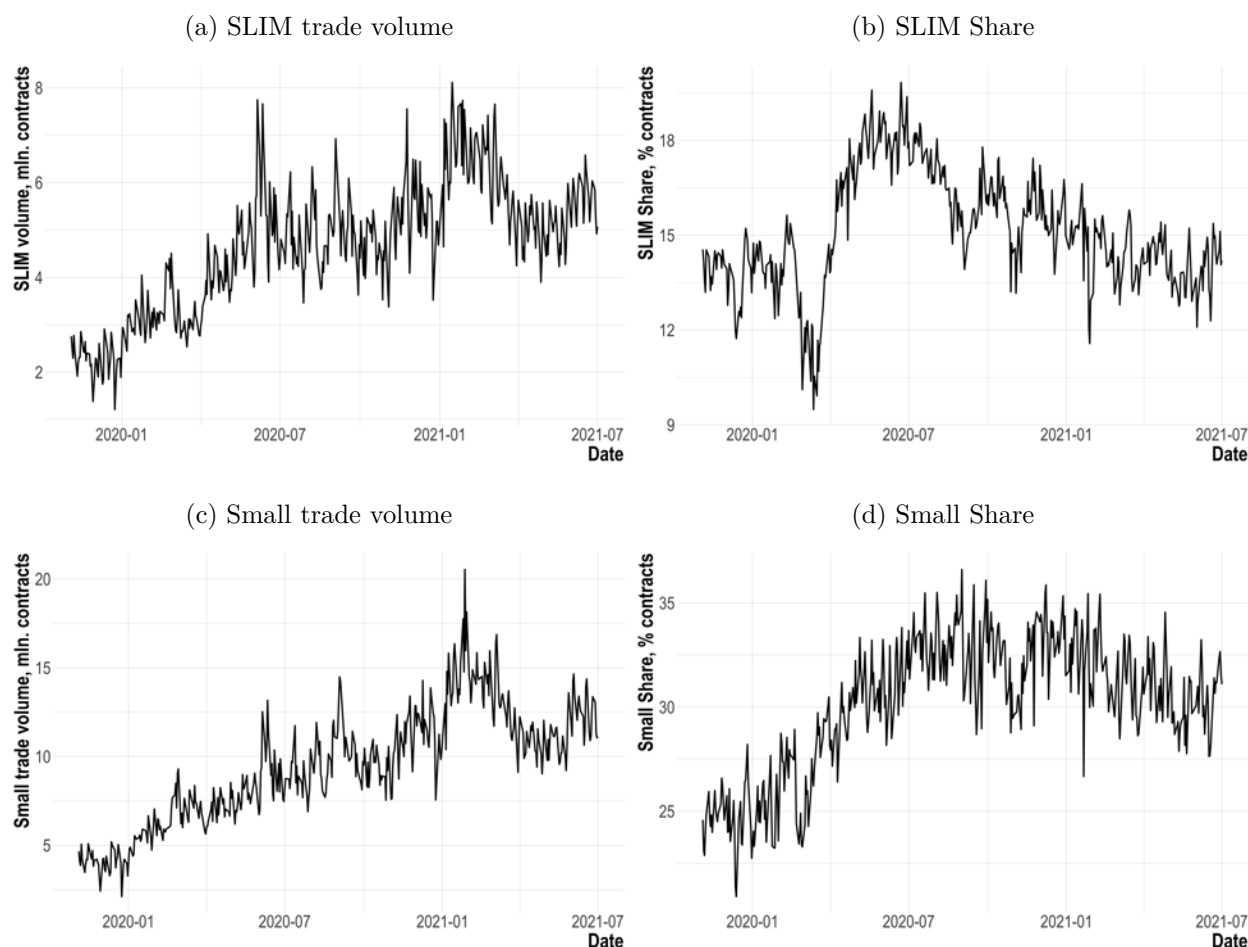 (a) SLIM trade volume
SLIM volume, mln. contracts
8
6
4
2
2020-01 2020-07 2021-01 2021-07
Date
(b) SLIM Share
SLIM Share, % contracts
18
15
12
9
2020-01 2020-07 2021-01 2021-07
Date
(c) Small trade volume
Small trade volume, mln. contracts
20
15
10
5
2020-01 2020-07 2021-01 2021-07
Date
(d) Small Share
Small Share, % contracts
35
30
25
2020-01 2020-07 2021-01 2021-07
Date